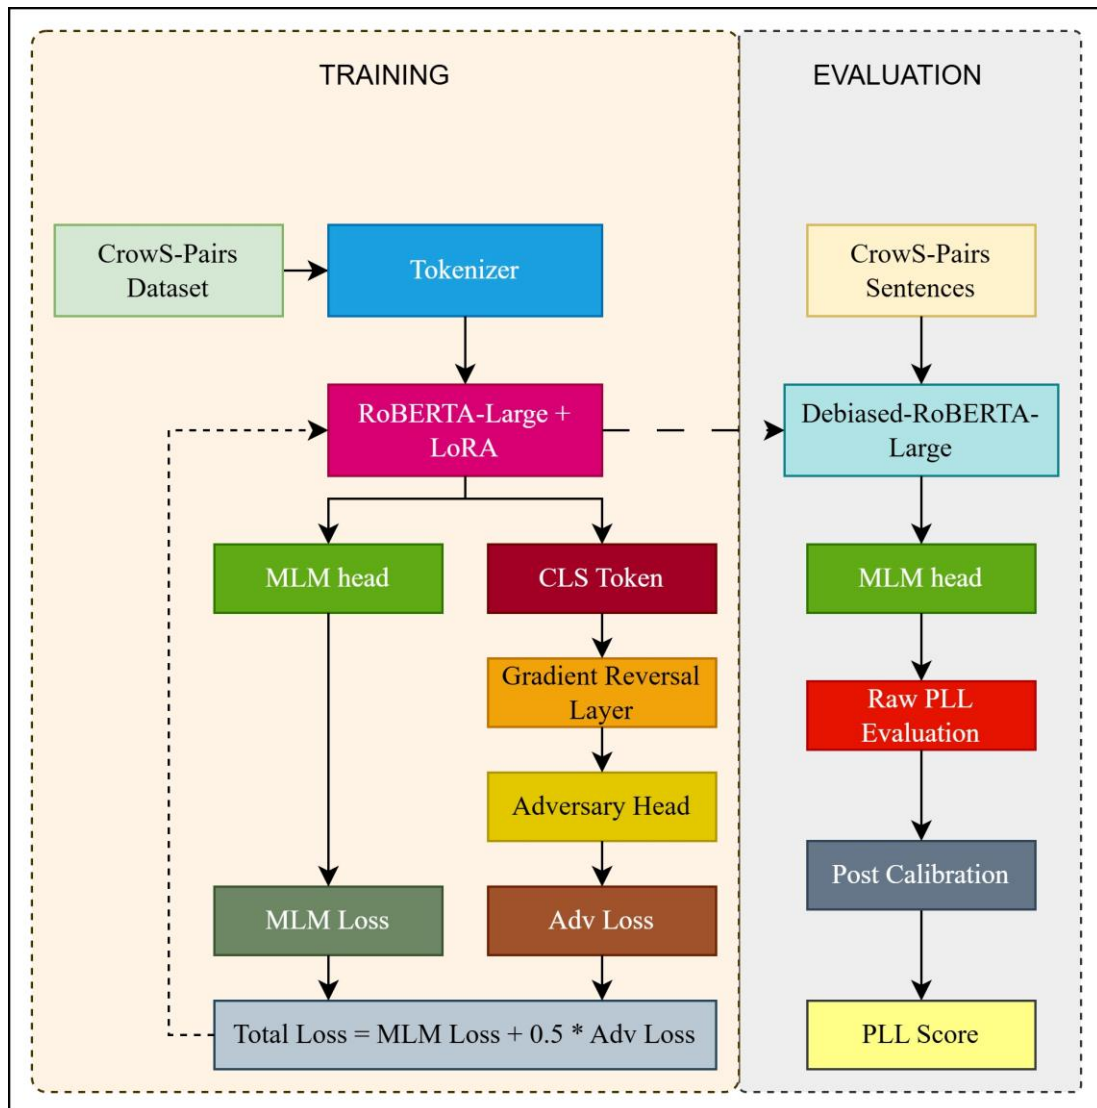 TRAINING
CrowS-Pairs
Dataset
Tokenizer
RoBERTA-Large +
LoRA
MLM head
CLS Token
Gradient Reversal
Layer
Adversary Head
MLM Loss
Adv Loss
Total Loss = MLM Loss + 0.5 * Adv Loss
EVALUATION
CrowS-Pairs
Sentences
Debiased-RoBERTA-
Large
MLM head
Raw PLL
Evaluation
Post Calibration
PLL Score